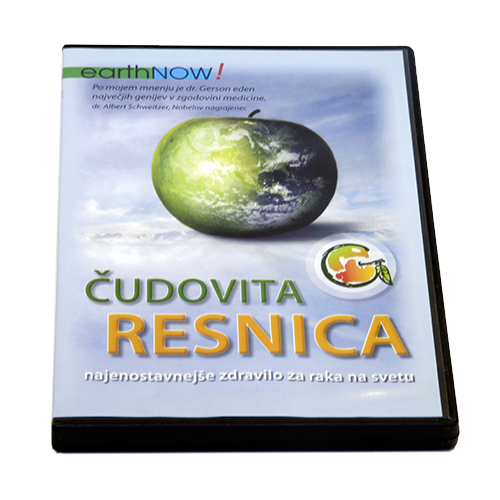 earthNOW!
Po mojem mnenju je dr. Gerson eden
največjih genijev v zgodovini medicine.
dr. Albert Schweitzer, Nobelov nagrajenec
ČUDOVITA
RESNICA
najenostavnejše zdravilo za raka na svetu